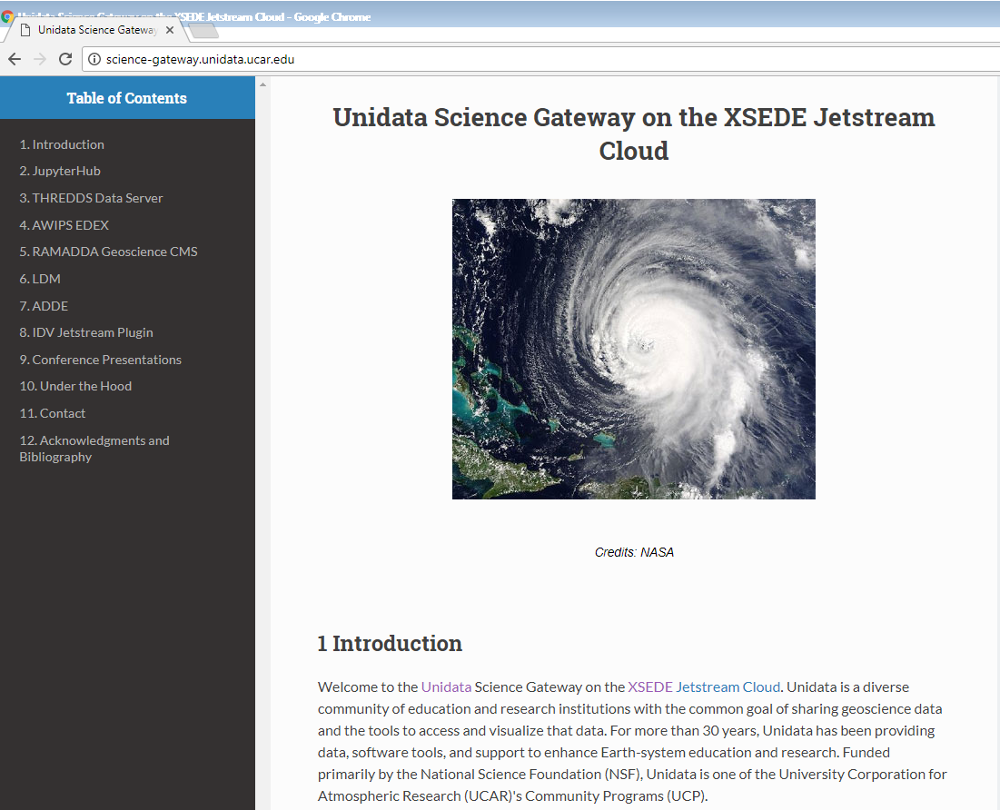 Unidata Science Gateway on the XSEDE Jetstream Cloud - Google Chrome
Unidata Science Gateway
science-gateway.unidata.ucar.edu
Table of Contents
1. Introduction
2. JupyterHub
3. THREDDS Data Server
4. AWIPS EDEX
5. RAMADDA Geoscience CMS
6. LDM
7. ADDE
8. IDV Jetstream Plugin
9. Conference Presentations
10. Under the Hood
11. Contact
12. Acknowledgments and
Bibliography
Unidata Science Gateway on the XSEDE Jetstream
Cloud
Credits: NASA
1 Introduction
Welcome to the Unidata Science Gateway on the XSEDE Jetstream Cloud. Unidata is a diverse
community of education and research institutions with the common goal of sharing geoscience data
and the tools to access and visualize that data. For more than 30 years, Unidata has been providing
data, software tools, and support to enhance Earth-system education and research. Funded
primarily by the National Science Foundation (NSF), Unidata is one of the University Corporation for
Atmospheric Research (UCAR)'s Community Programs (UCP).